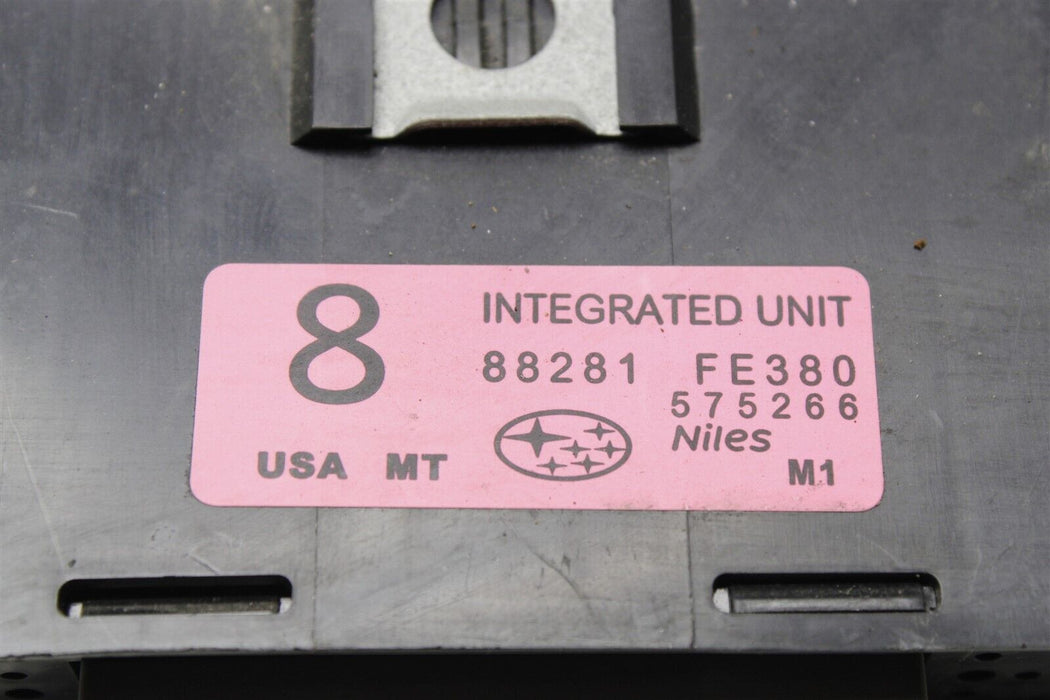 8
INTEGRATED UNIT
88281 FE380
575266
Niles
USA MT
M1